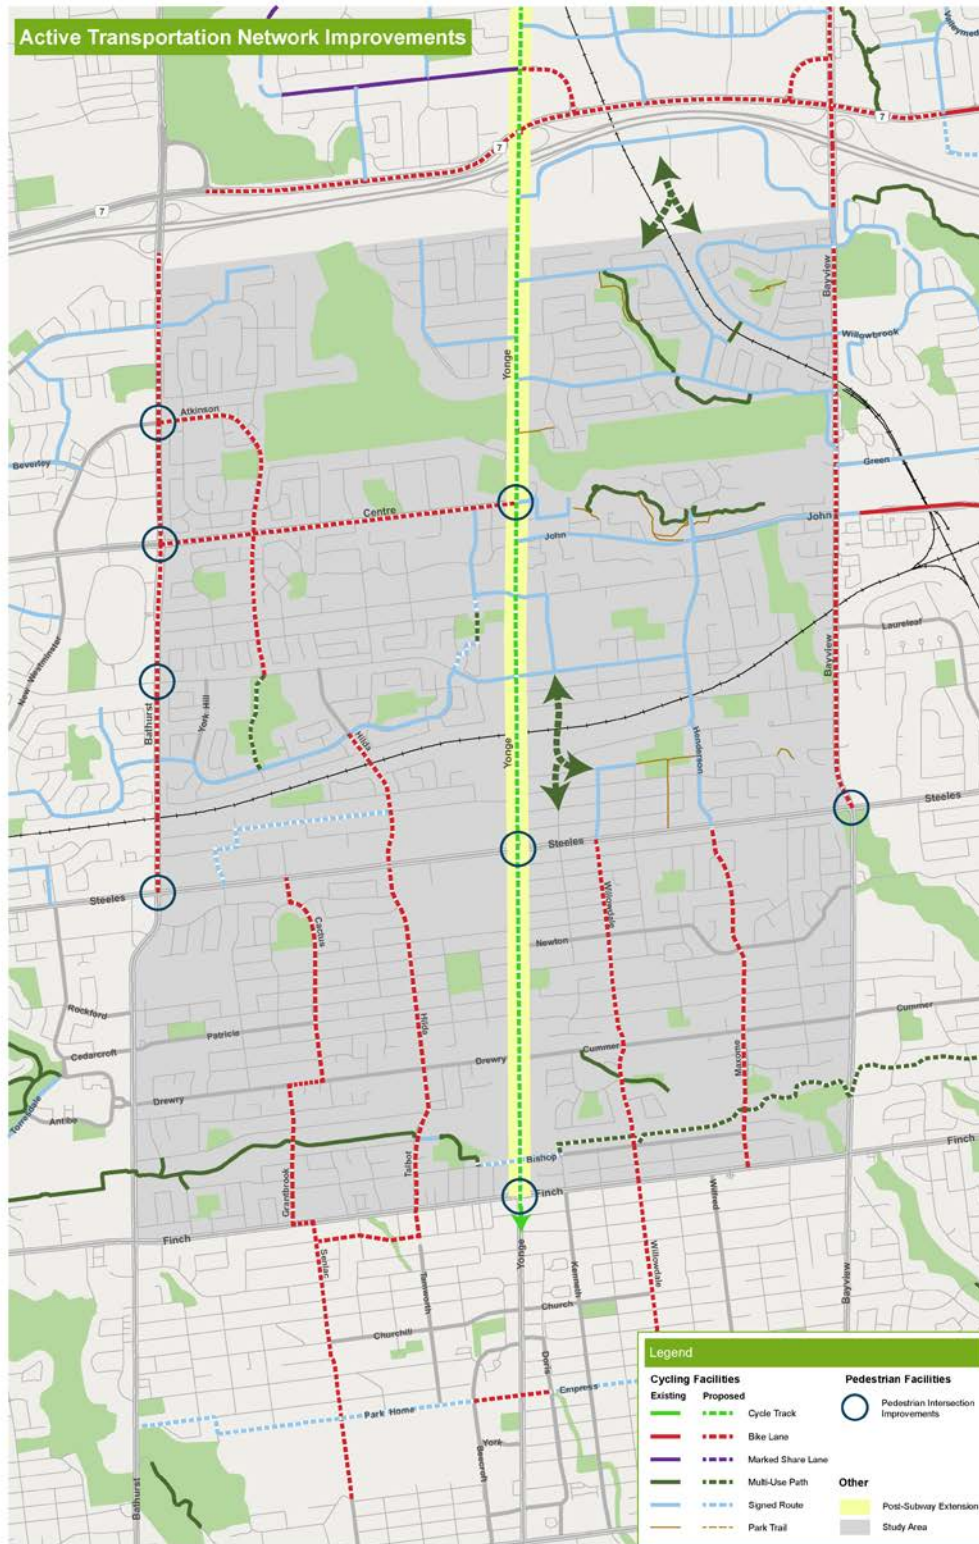 Active Transportation Network Improvements
7
7
7
Yonge
Bayview
Willowbrook
Atkinson
Beverley
Green
Centre
John
John
Laureleaf
New Westminster
Bayview
York Hill
Bathurst
Hilda
Yonge
Henderson
Steeles
Steeles
Steeles
Willowdale
Cactus
Newton
Rockford
Hilda
Patricia
Cummer
Cedarcroft
Drewry
Cummer
Maxome
Torresdale
Drewry
Antibe
Talbot
Bishop
Finch
Grantbrook
Finch
Wilfred
Finch
Senlac
Yonge
Willowdale
Kenneth
Tamworth
Bayview
Church
Churchill
Doris
Empress
Park Home
York
Beecroft
Bathurst
Legend
Cycling Facilities
Existing Proposed
Cycle Track
Bike Lane
Marked Share Lane
Multi-Use Path
Signed Route
Park Trail
Pedestrian Facilities
Pedestrian Intersection
Improvements
Other
Post-Subway Extension
Study Area